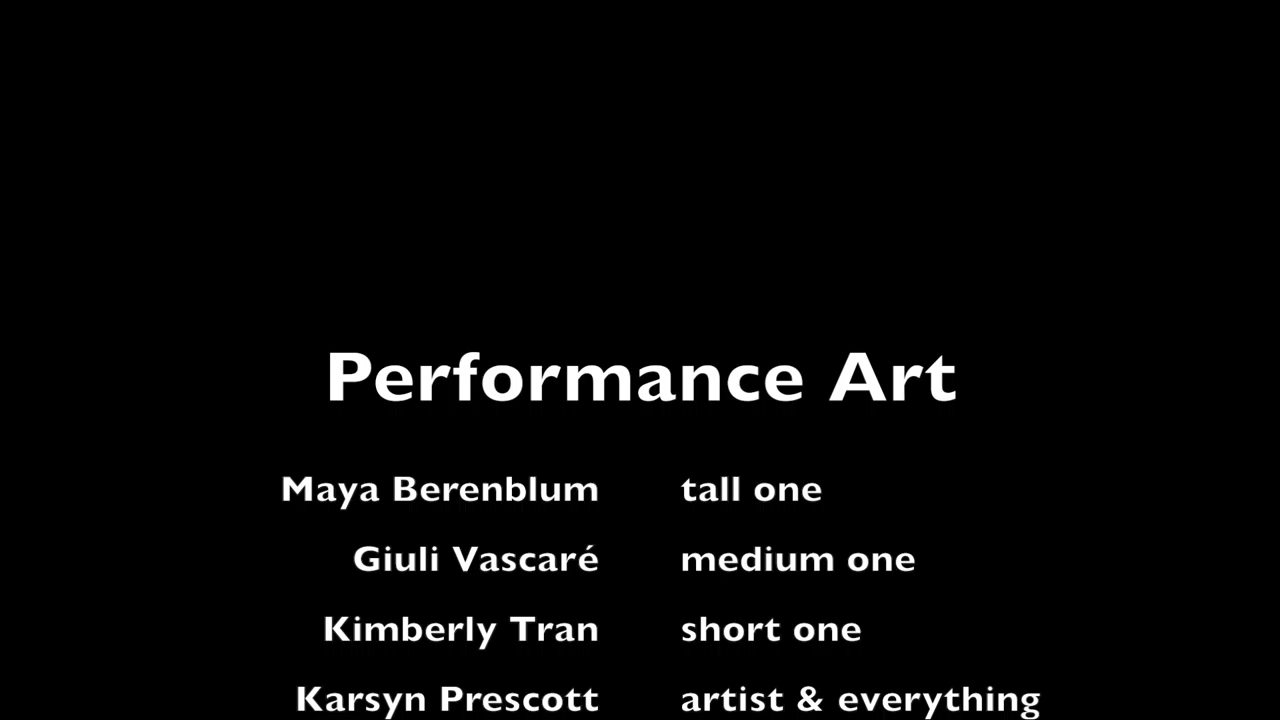 Performance Art
Maya Berenblum tall one
Giuli Vascaré medium one
Kimberly Tran short one
Karsyn Prescott artist & everything